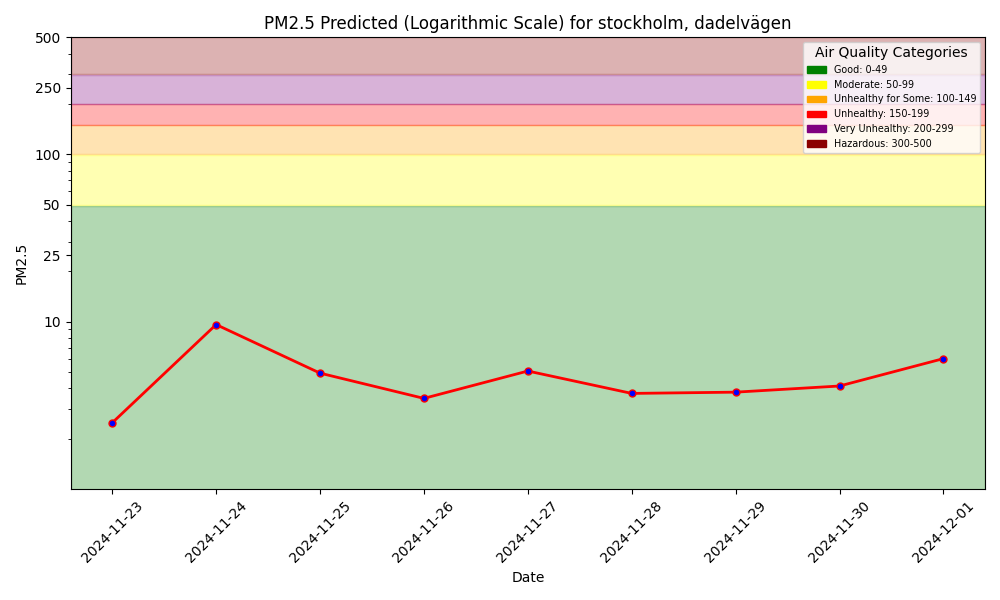 PM2.5 Predicted (Logarithmic Scale) for stockholm, dadelvägen
Air Quality Categories
Good: 0-49
Moderate: 50-99
Unhealthy for Some: 100-149
Unhealthy: 150-199
Very Unhealthy: 200-299
Hazardous: 300-500
500
250
100
50
25
10
PM2.5
2024-11-23
2024-11-24
2024-11-25
2024-11-26
2024-11-27
2024-11-28
2024-11-29
2024-11-30
2024-12-01
Date